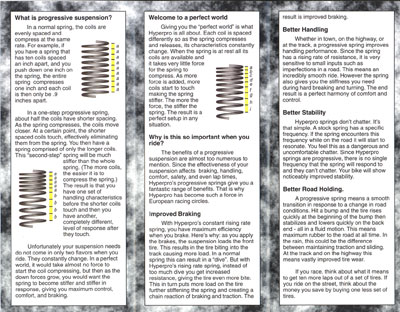 What is progressive suspension?
In a normal spring, the coils are
evenly spaced and
compress at the same
rate. For example, if
you have a spring that
has ten coils spaced
an inch apart, and you
push down one inch on
the spring, the entire
spring compresses
one inch and each coil
is then only be .9
inches apart.
In a one-step progressive spring,
about half the coils have shorter spacing.
As the spring compresses, the coils move
closer. At a certain point, the shorter
spaced coils touch, effectively eliminating
them from the spring. You then have a
spring comprised of only the longer coils.
This "second-step" spring will be much
stiffer than the whole
spring. (The more coils,
the easier it is to
compress the spring.)
The result is that you
have one set of
handling characteristics
before the shorter coils
touch and then you
have another,
completely different,
level of response after
they touch.
Unfortunately your suspension needs
do not come in only two flavors when you
ride. They constantly change. In a perfect
world, it would take almost no force to
start the coil compressing, but then as the
down forces grow, you would want the
spring to become stiffer and stiffer in
response, giving you maximum control,
comfort, and braking.
Welcome to a perfect world
Giving you the "perfect world" is what
Hyperpro is all about. Each coil is spaced
differently so as the spring compresses
and releases, its characteristics constantly
change. When the spring is at rest all its
coils are available and
it takes very little force
for the spring to
compress. As more
force is added, more
coils start to touch
making the spring
stiffer. The more the
force, the stiffer the
spring. The result is a
perfect setup in any
situation.
Why is this so important when you
ride?
The benefits of a progressive
suspension are almost too numerous to
mention. Since the effectiveness of your
suspension affects braking, handling,
comfort, safety, and even lap times,
Hyperpro's progressive springs give you a
fantastic range of benefits. That is why
Hyperpro has become such a force in
European racing circles.
Improved Braking
With Hyperpro's constant rising rate
spring, you have maximum efficiency
when you brake. Here's why: as you apply
the brakes, the suspension loads the front
tire. This results in the tire biting into the
track causing more load. In a normal
spring this can result in a "dive". But with
Hyperpro's rising rate springs, instead of
too much dive you get increased
resistance, giving the tire even more bite.
This in turn puts more load on the tire
further stiffening the spring and creating a
chain reaction of braking and traction. The
result is improved braking.
Better Handling
Whether in town, on the highway, or
at the track, a progressive spring improves
handling performance. Since the spring
has a rising rate of resistance, it is very
sensitive to small inputs such as
imperfections in a road. This means an
incredibly smooth ride. However the spring
also gives you the stiffness you need
during hard braking and turning. The end
result is a perfect harmony of comfort and
control.
Better Stability
Hyperpro springs don't chatter. It's
that simple. A stock spring has a specific
frequency. If the spring encounters this
frequency while on the road it will start to
resonate. You feel this as a dangerous and
uncomfortable chatter. Since Hyperpro
springs are progressive, there is no single
frequency that the spring will respond to
and they can't chatter. Your bike will show
noticeably improved stability.
Better Road Holding.
A progressive spring means a smooth
transition in response to a change in road
conditions. Hit a bump and the tire rises
quickly at the beginning of the bump then
stabilizes and lowers quickly on the back
end - all in a fluid motion. This means
maximum rubber to the road at all time. In
the rain, this could be the difference
between maintaining traction and sliding.
At the track and on the highway this
means vastly improved tire wear.
If you race, think about what it means
to get ten more laps out of a set of tires. If
you ride on the street, think about the
money you save by buying one less set of
tires.